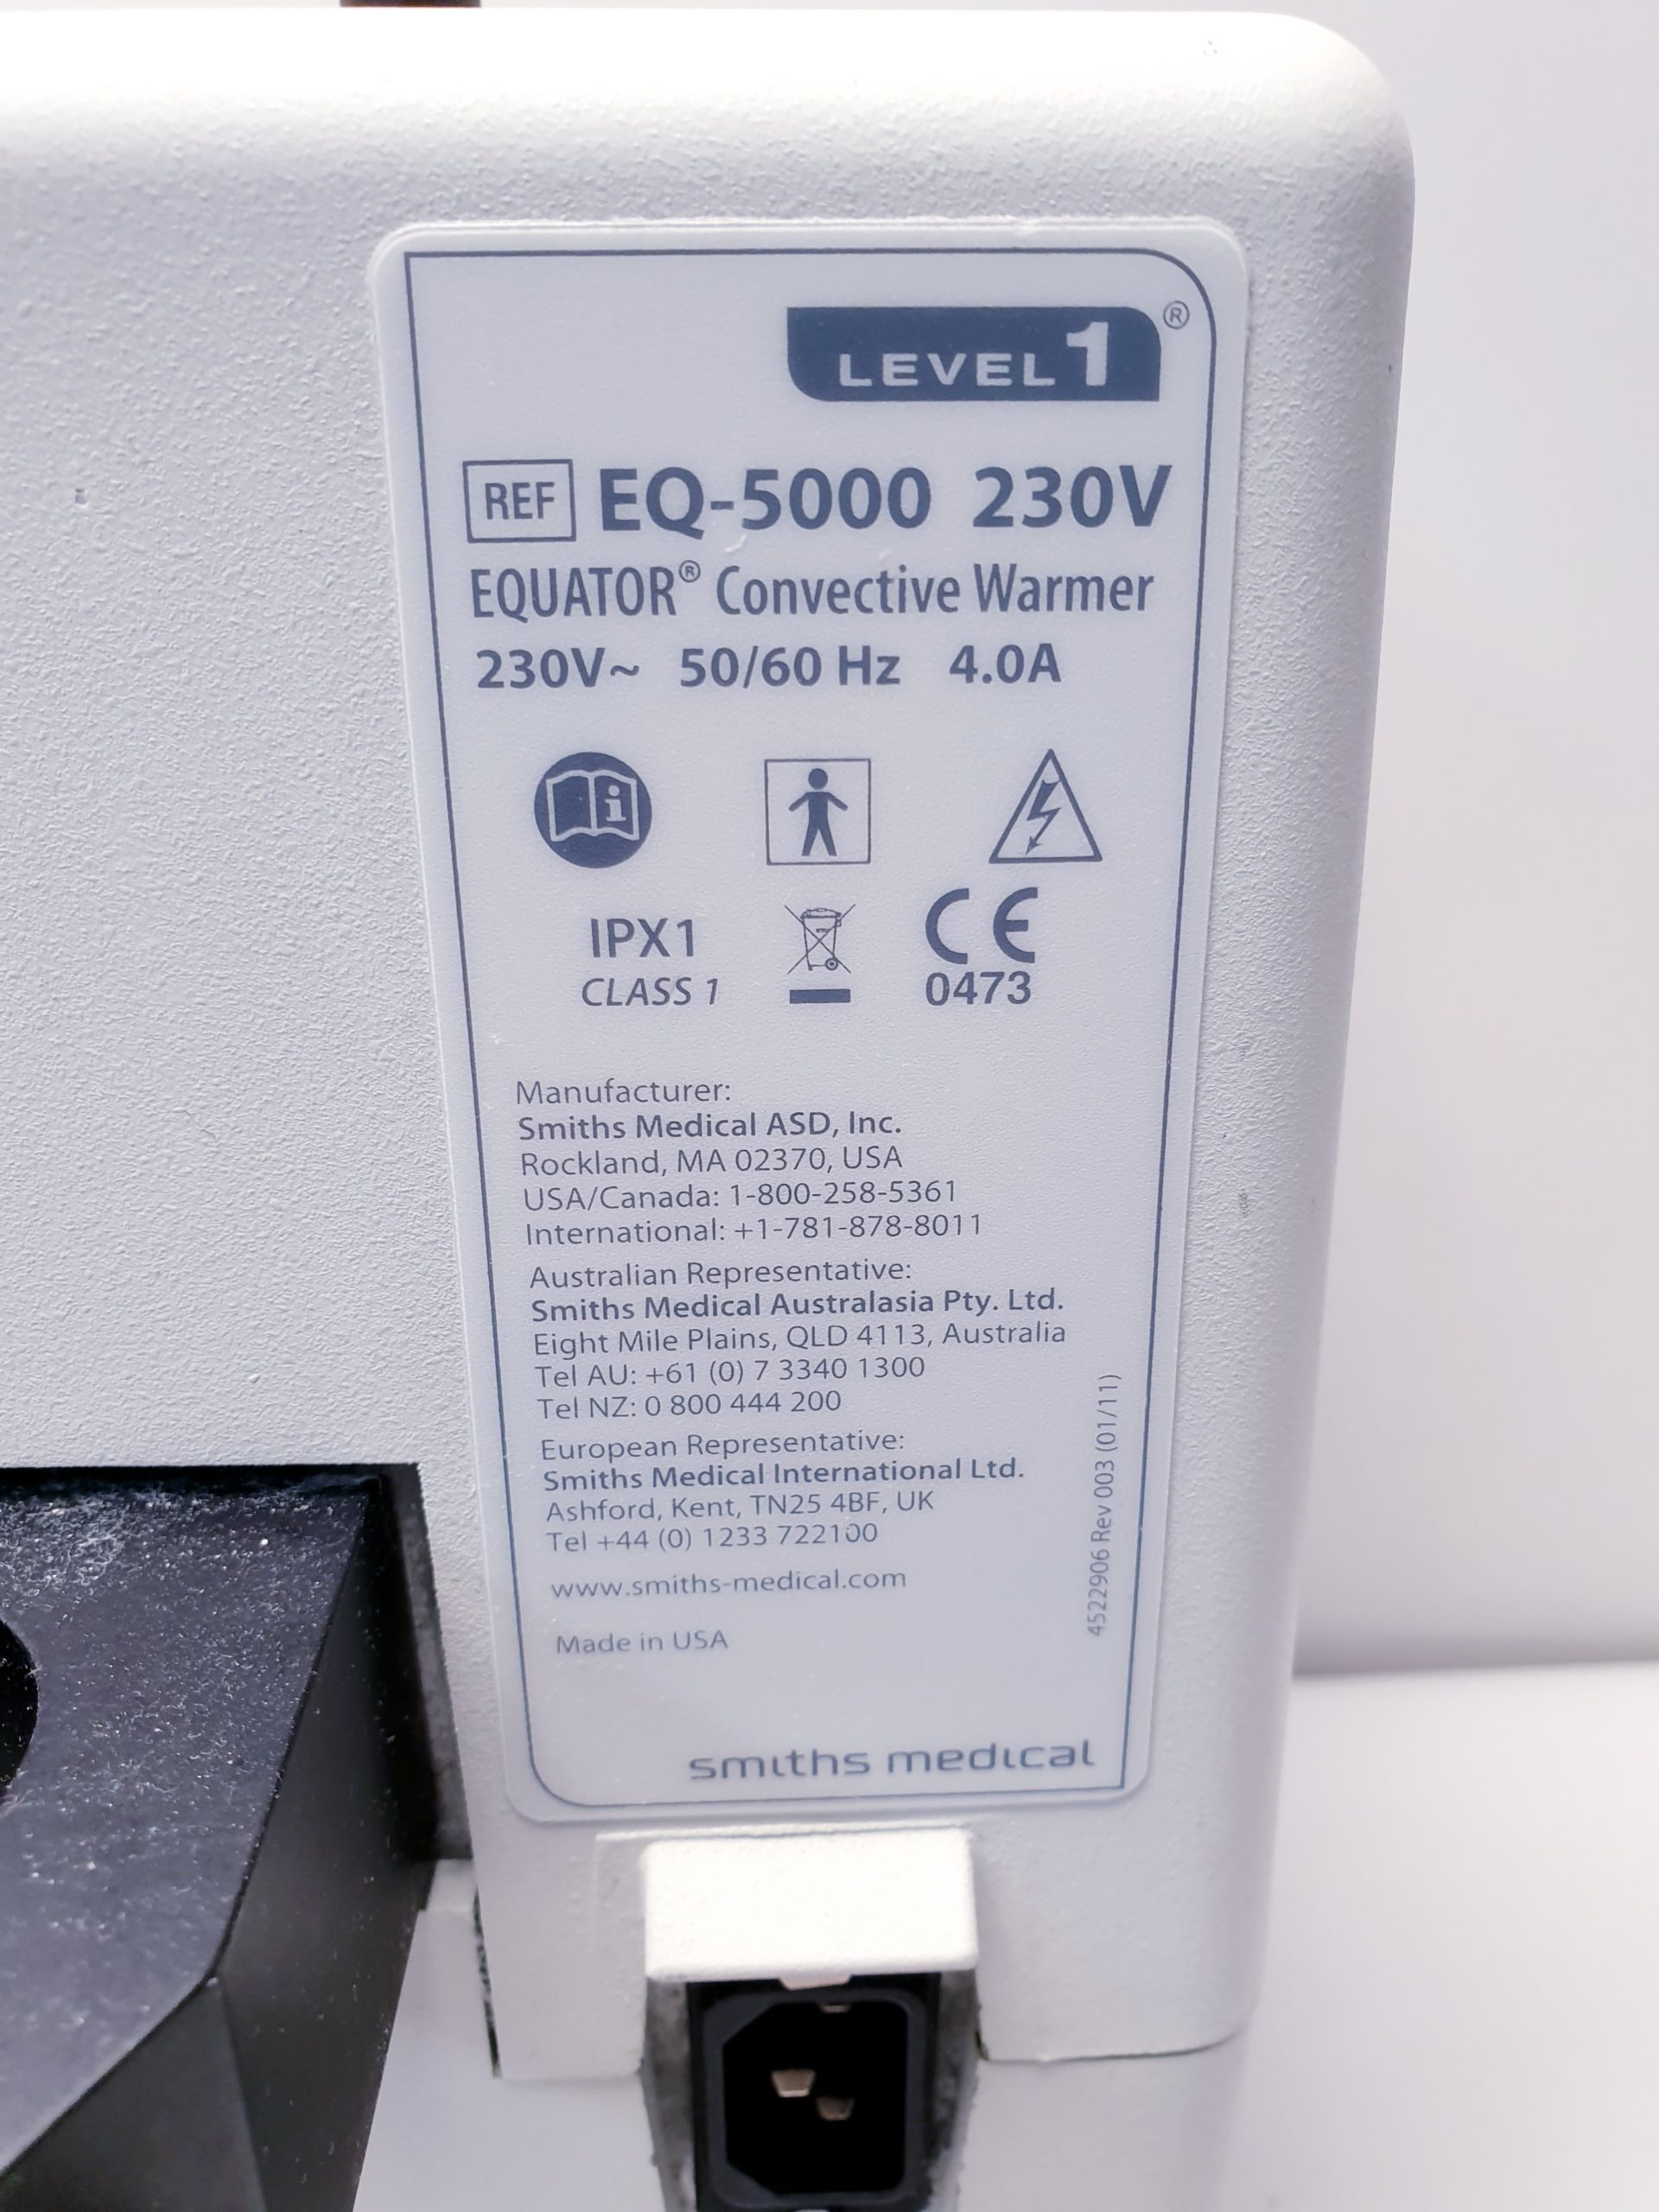 LEVEL 1®
REF EQ-5000 230V
EQUATOR® Convective Warmer
230V~ 50/60 Hz 4.0A
IPX1
CLASS 1
CE
0473
Manufacturer:
Smiths Medical ASD, Inc.
Rockland, MA 02370, USA
USA/Canada: 1-800-258-5361
International: +1-781-878-8011
Australian Representative:
Smiths Medical Australasia Pty. Ltd.
Eight Mile Plains, QLD 4113, Australia
Tel AU: +61 (0) 7 3340 1300
Tel NZ: 0 800 444 200
European Representative:
Smiths Medical International Ltd.
Ashford, Kent, TN25 4BF, UK
Tel +44 (0) 1233 722100
www.smiths-medical.com
Made in USA
4522906 Rev 003 (01/11)
smiths medical